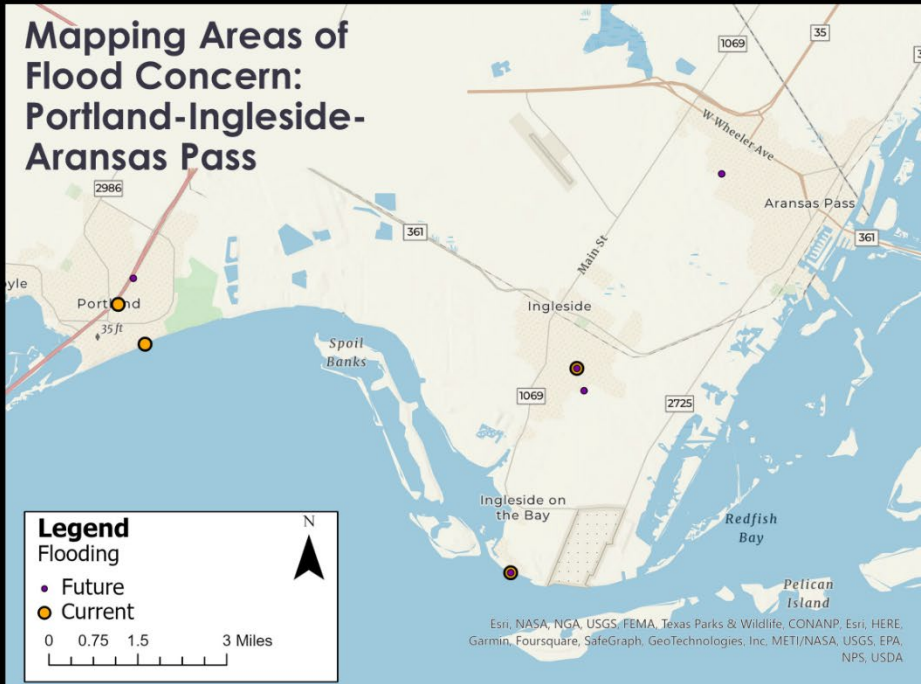 Mapping Areas of
Flood Concern:
Portland-Ingleside-
Aransas Pass
1069
35
3
W Wheeler Ave
2986
Aransas Pass
361
361
Main St
oyle
Portland
Ingleside
35 ft
Spoil
Banks
1069
2725
Ingleside on
the Bay
Redfish
Bay
Pelican
Island
Legend
Flooding
Future
Current
0 0.75 1.5 3 Miles
N
Esri, NASA, NGA, USGS, FEMA, Texas Parks & Wildlife, CONANP, Esri, HERE,
Garmin, Foursquare, SafeGraph, GeoTechnologies, Inc, METI/NASA, USGS, EPA,
NPS, USDA